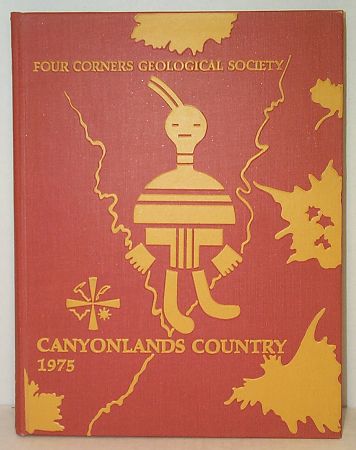 FOUR CORNERS GEOLOGICAL SOCIETY
CANYONLANDS COUNTRY
1975